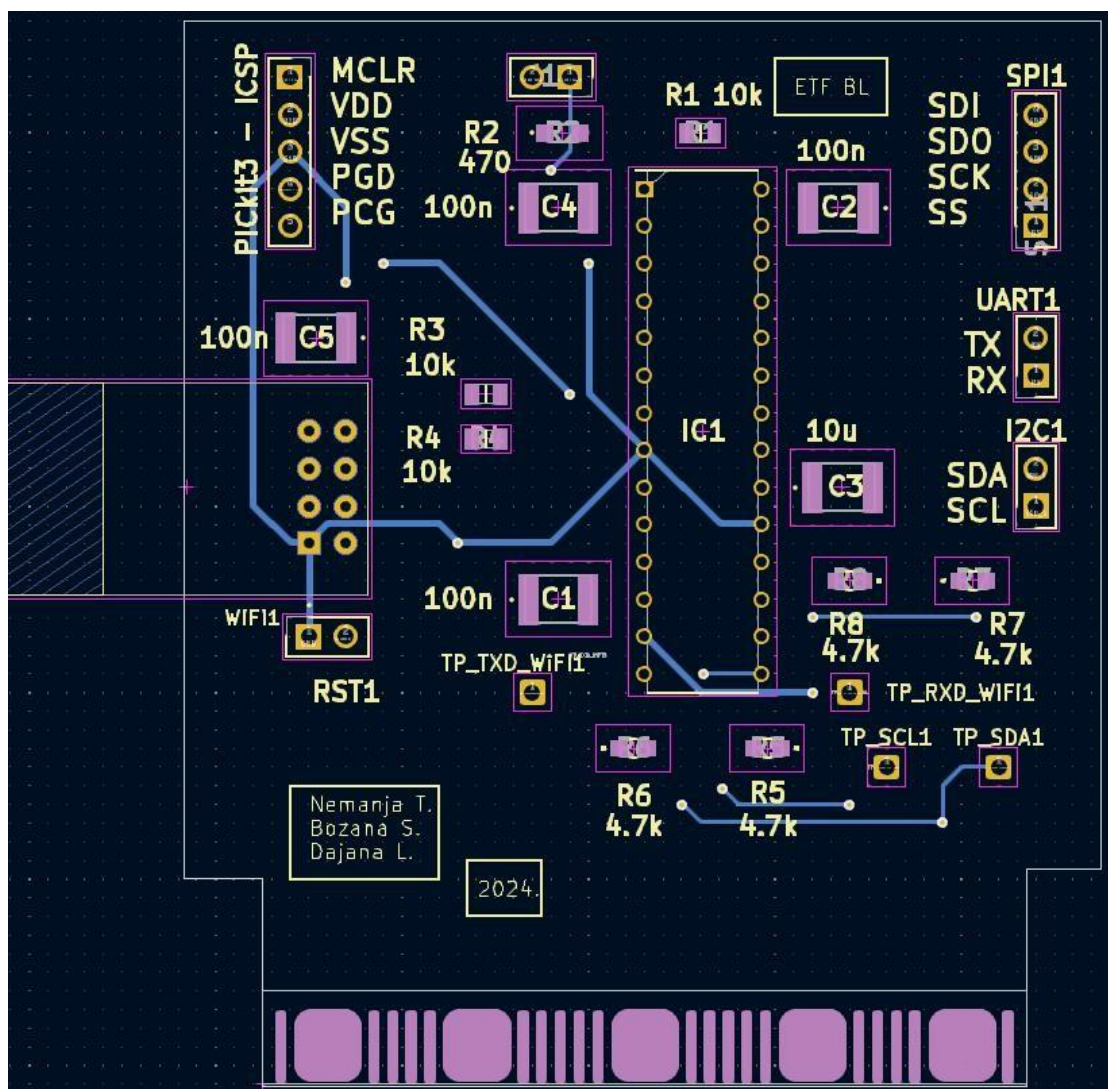 PICkit3 - ICSP
MCLR
VDD
VSS
PGD
PCG
R2
470
R1 10k
ETF BL
SPI1
SDI
SDO
SCK
SS
100n
C4
100n
C2
100n
C5
R3
10k
R4
10k
IC1
UART1
TX
RX
10u
C3
I2C1
SDA
SCL
100n
C1
WIFI1
RST1
TP_TXD_WIFI1
R8
4.7k
R7
4.7k
TP_RXD_WIFI1
TP_SCL1
TP_SDA1
R6
4.7k
R5
4.7k
Nemanja T.
Bozana S.
Dajana L.
2024.